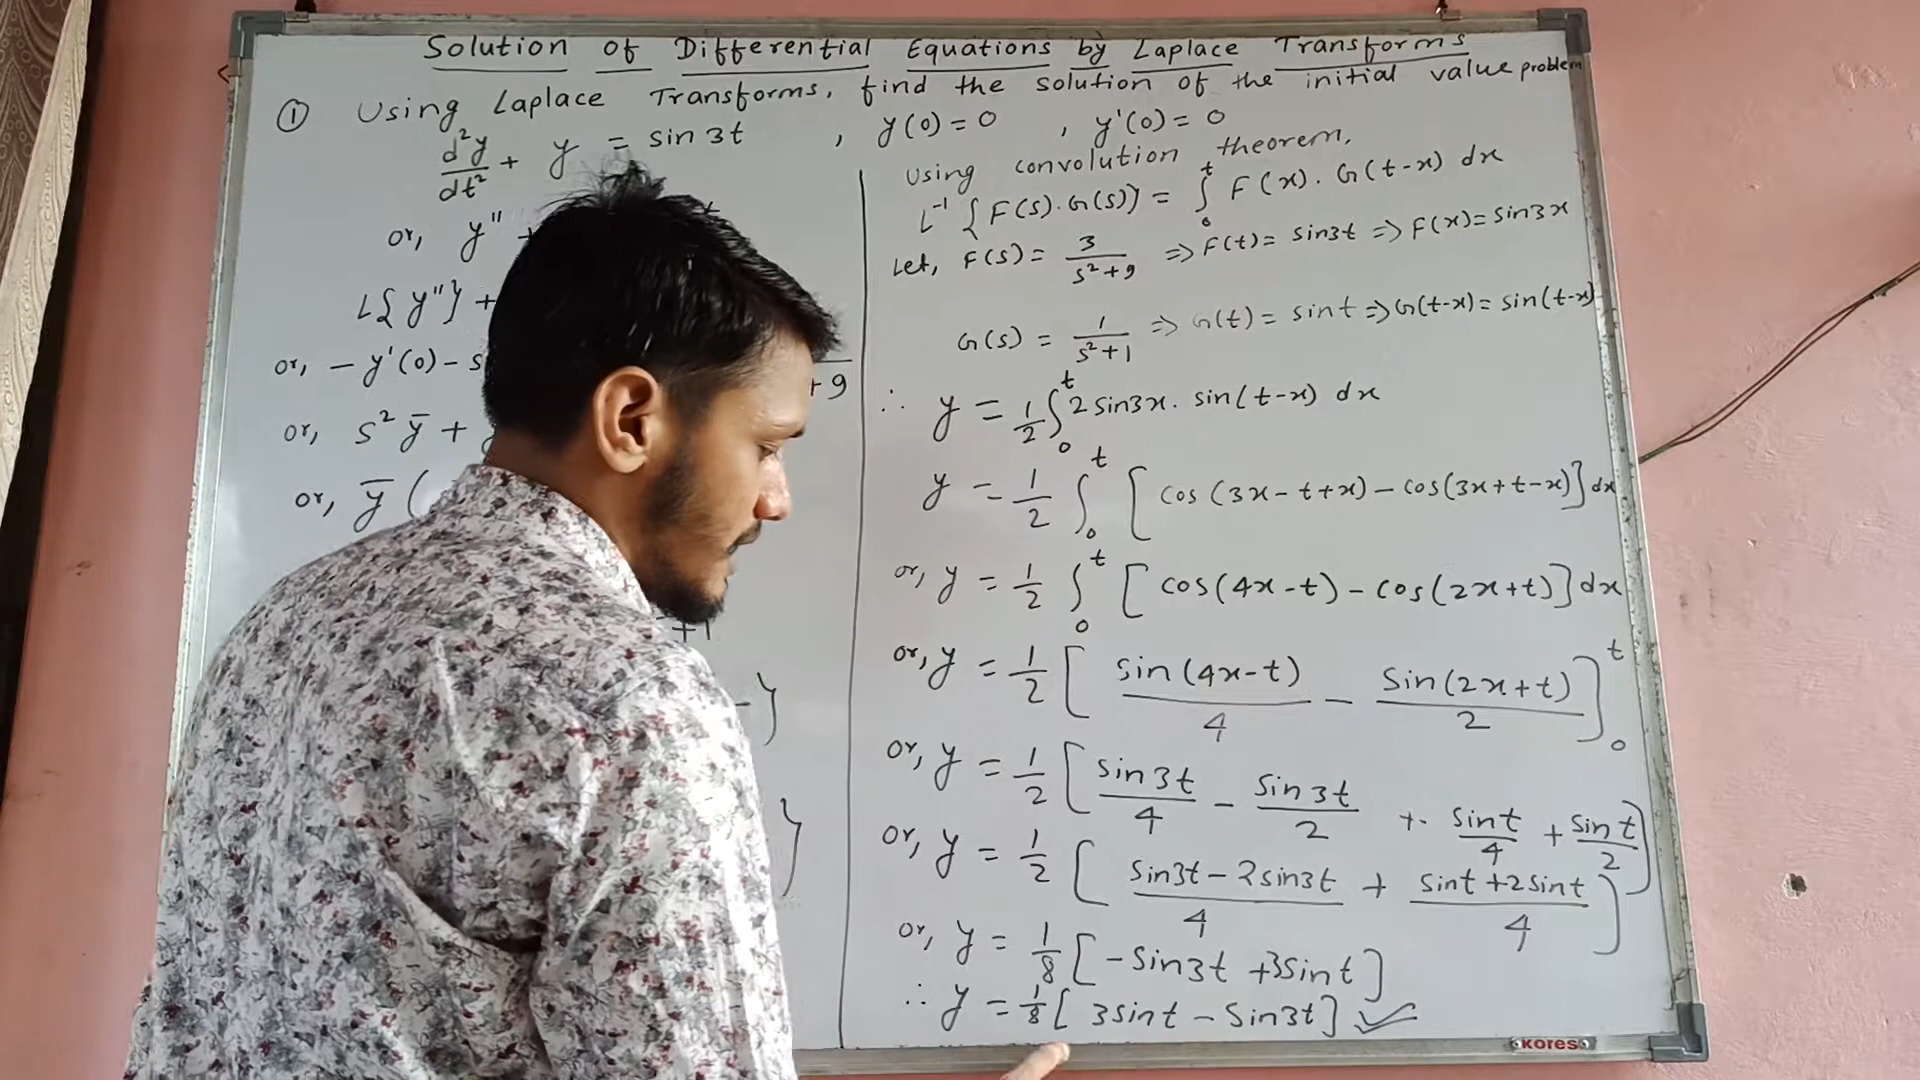 Solution of Differential Equations by Laplace Transforms
① Using Laplace Transforms, find the solution of the initial value problem
d²y/dt² + y = sin 3t , y(0) = 0 , y'(0) = 0
or, y'' +
L{y''} +
or, - y'(0) - s
+9
or, s² ȳ +
or, ȳ (
+1
Using convolution theorem,
L⁻¹ {F(s).G(s)} = ∫₀ᵗ F(x). G(t-x) dx
Let, F(s) = 3/(s²+9) => F(t) = sin3t => F(x) = sin3x
G(s) = 1/(s²+1) => G(t) = sint => G(t-x) = sin(t-x)
∴ y = 1/2 ∫₀ᵗ 2 sin3x. sin(t-x) dx
y = 1/2 ∫₀ᵗ [cos (3x-t+x) - cos(3x+t-x)] dx
or, y = 1/2 ∫₀ᵗ [cos(4x-t) - cos(2x+t)] dx
or, y = 1/2 [sin(4x-t)/4 - sin(2x+t)/2]₀ᵗ
or, y = 1/2 [sin3t/4 - sin3t/2 + sint/4 + sint/2]
or, y = 1/2 [(sin3t - 2sin3t)/4 + (sint + 2sint)/4]
or, y = 1/8 [-sin3t + 3sint]
∴ y = 1/8 [3sint - sin3t]
kores